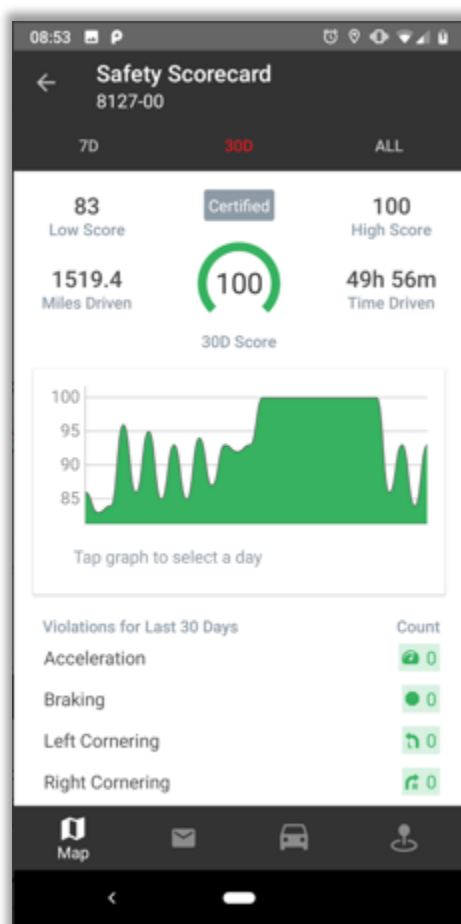 08:53
Safety Scorecard
8127-00
7D 30D ALL
83 Certified 100
Low Score High Score
1519.4 100 49h 56m
Miles Driven Time Driven
30D Score
100
95
90
85
Tap graph to select a day
Violations for Last 30 Days Count
Acceleration 0
Braking 0
Left Cornering 0
Right Cornering 0
Map